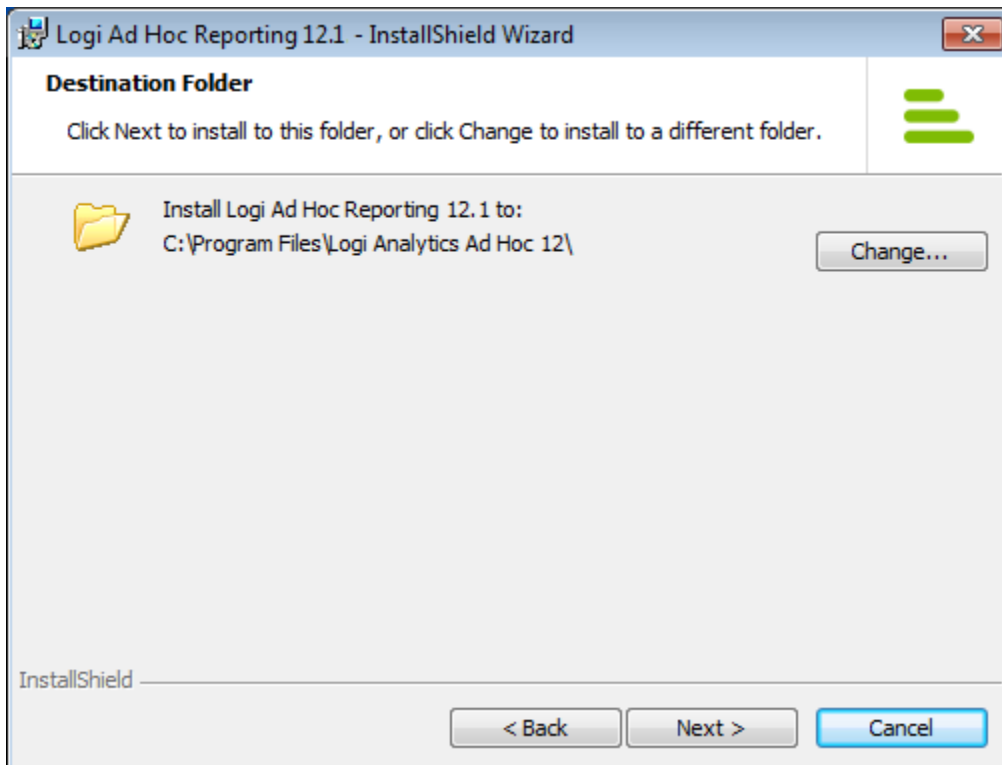 Logi Ad Hoc Reporting 12.1 - InstallShield Wizard
Destination Folder
Click Next to install to this folder, or click Change to install to a different folder.
Install Logi Ad Hoc Reporting 12.1 to:
C:\Program Files\Logi Analytics Ad Hoc 12\
Change...
InstallShield
< Back
Next >
Cancel